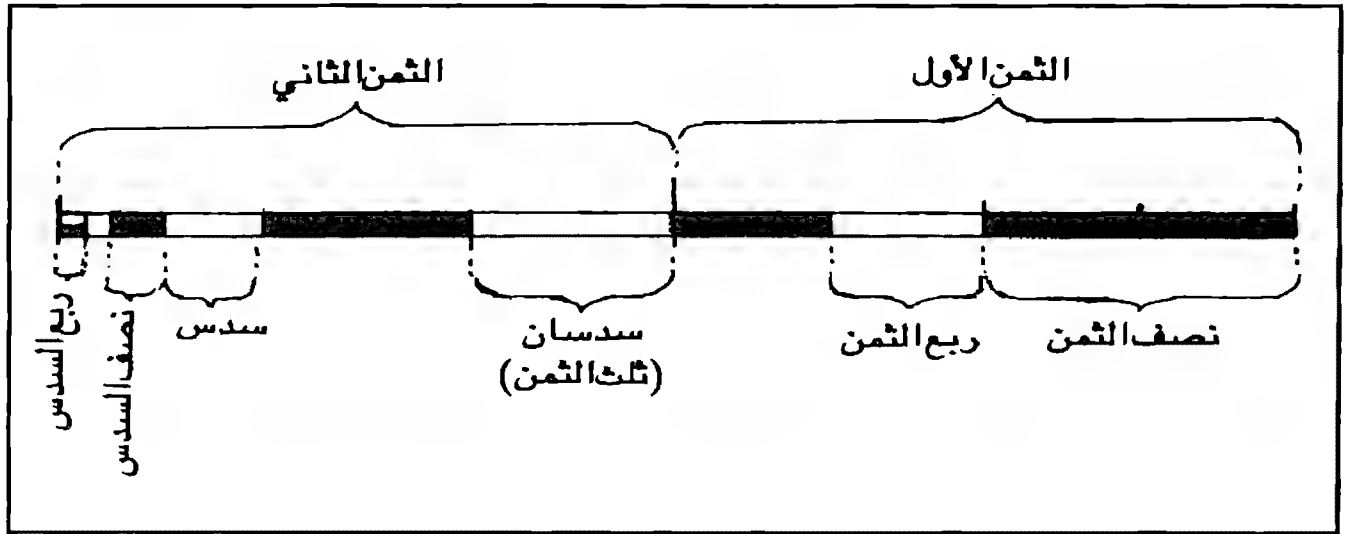 الثمن الأول
الثمن الثاني
نصف الثمن
ربع الثمن
سدسان
(ثلث الثمن)
سدس
نصف السدس
ربع السدس